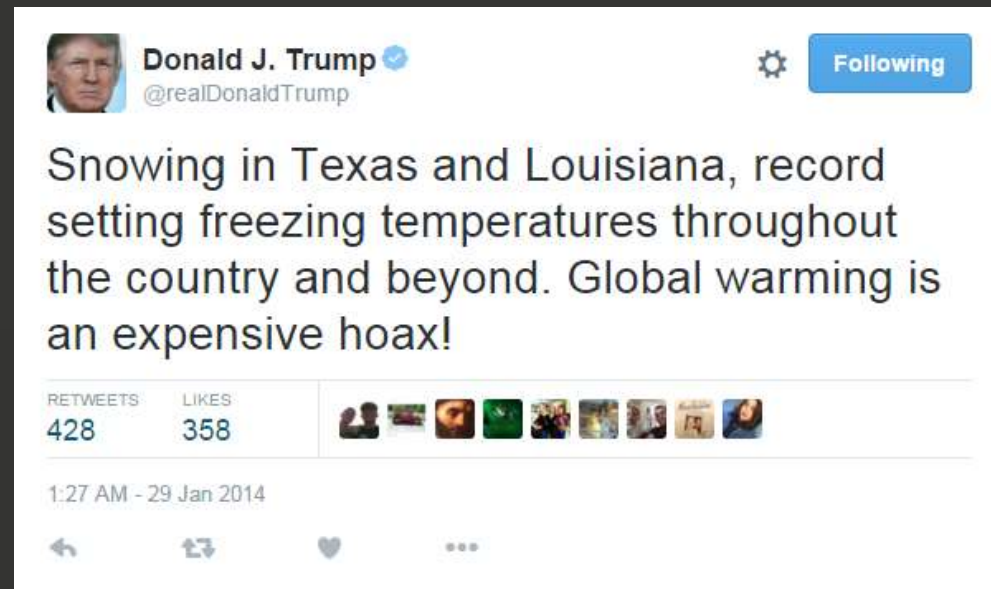 Donald J. Trump
Following
@realDonaldTrump
Snowing in Texas and Louisiana, record
setting freezing temperatures throughout
the country and beyond. Global warming is
an expensive hoax!
RETWEETS LIKES
428 358
1:27 AM - 29 Jan 2014